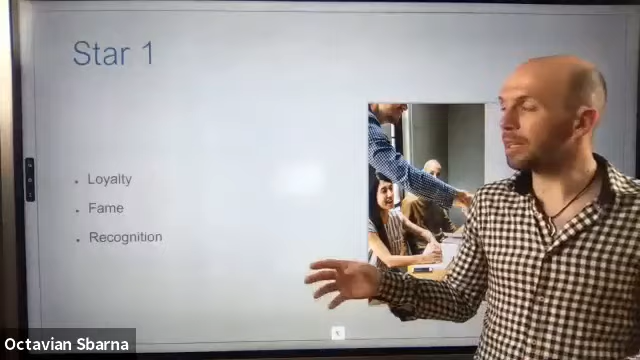 Star 1
Loyalty
Fame
Recognition
Octavian Sbarna